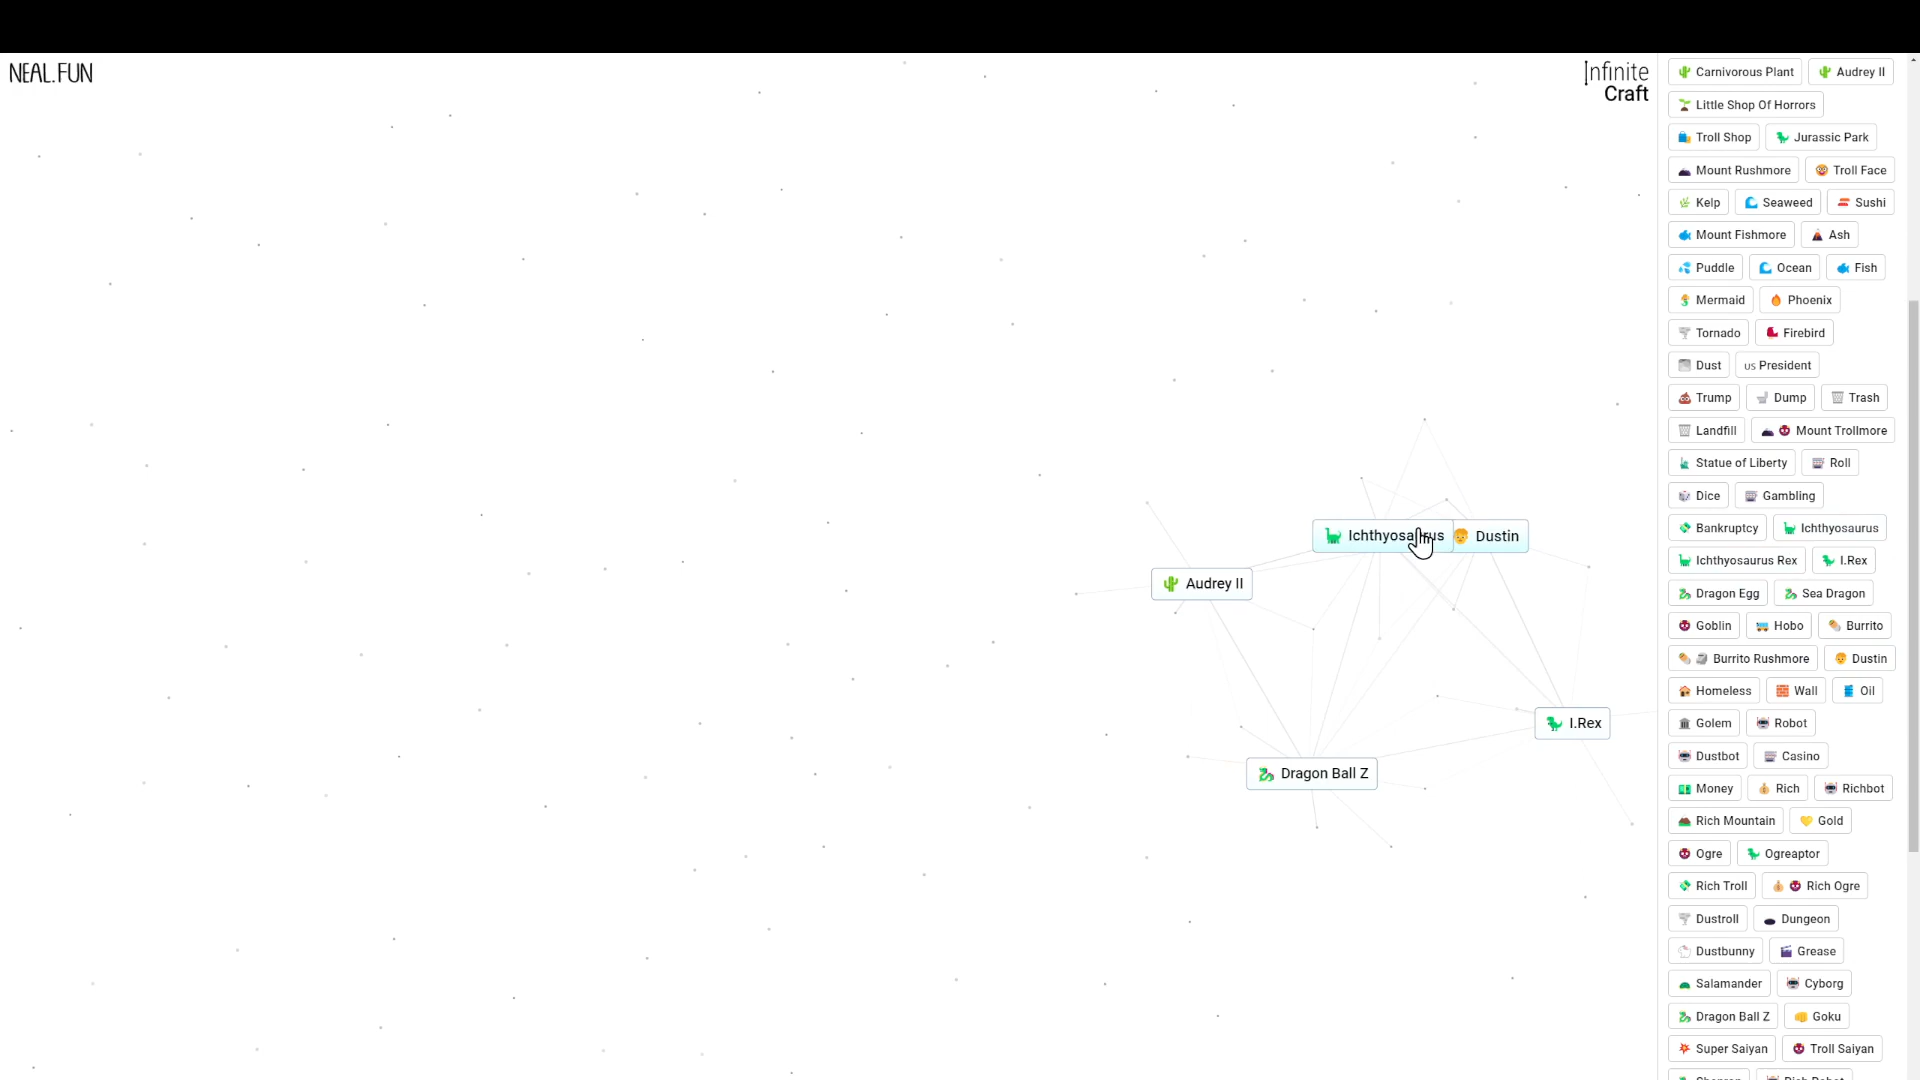 NEAL.FUN
Infinite
Craft
Ichthyosaurus Dustin
Audrey II
I.Rex
Dragon Ball Z
Carnivorous Plant Audrey II
Little Shop Of Horrors
Troll Shop Jurassic Park
Mount Rushmore Troll Face
Kelp Seaweed Sushi
Mount Fishmore Ash
Puddle Ocean Fish
Mermaid Phoenix
Tornado Firebird
Dust US President
Trump Dump Trash
Landfill Mount Trollmore
Statue of Liberty Roll
Dice Gambling
Bankruptcy Ichthyosaurus
Ichthyosaurus Rex I.Rex
Dragon Egg Sea Dragon
Goblin Hobo Burrito
Burrito Rushmore Dustin
Homeless Wall Oil
Golem Robot
Dustbot Casino
Money Rich Richbot
Rich Mountain Gold
Ogre Ogreaptor
Rich Troll Rich Ogre
Dustroll Dungeon
Dustbunny Grease
Salamander Cyborg
Dragon Ball Z Goku
Super Saiyan Troll Saiyan